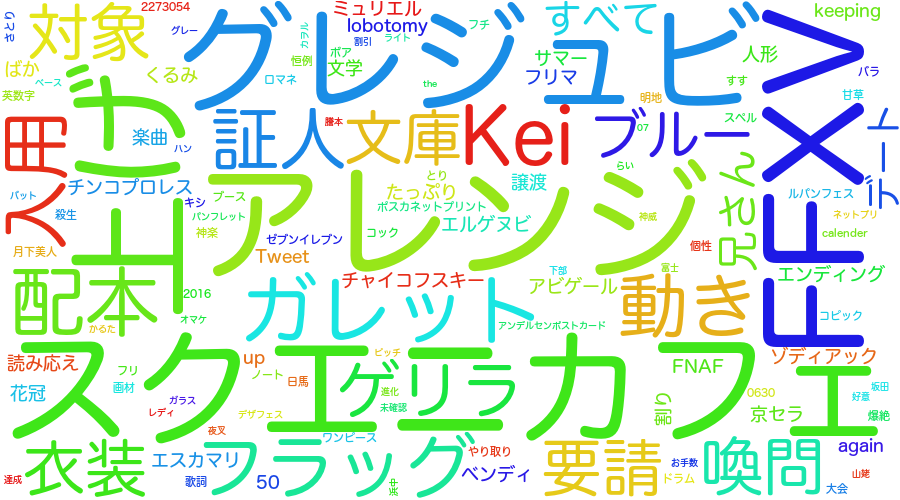 さとり
対象
2273054
グレー
ミュリエル
lobotomy
割引
ライト
カヲル
フチ
すべて
keeping
グレジュビ
ばか
くるみ
ボア
恒例
文学
サマー
人形
フリマ
バラ
英数字
ベース
ロマネ
the
すす
明地
甘草
証人
文庫
Kei
ブルー
スペル
楽曲
謄本
07
デート
ハン
人用
とり
らい
兄さん
チンコプロレス
たっぷり
譲渡
ルパンフェス
バット
殺生
キシ
ブース
ポスカネットプリント
神威
ネットプリ
パンフレット
エルゲヌビ
アレンジ
神楽
コック
calender
月下美人
ゼブンイレブン
個性
Tweet
配本
下部
富士
エンディング
チャイコフスキー
アビゲール
動き
2016
ガレット
オマケ
コピック
かるた
アンデルセンポストカード
スクエニカフェ
読み応え
up
ピッチ
ゾディアック
FNAF
フリ
ノート
日馬
ゲリラ
進化
花冠
画材
坂田
0630
ガラス
未確認
割り
好意
レディ
デザフェス
京セラ
爆絶
夜叉
ワンピース
衣装
エスカマリ
フラッグ
やり取り
要請
喚問
again
お手数
山姥
達成
歌詞
50
ベンディ
ドラム
浜中
大会